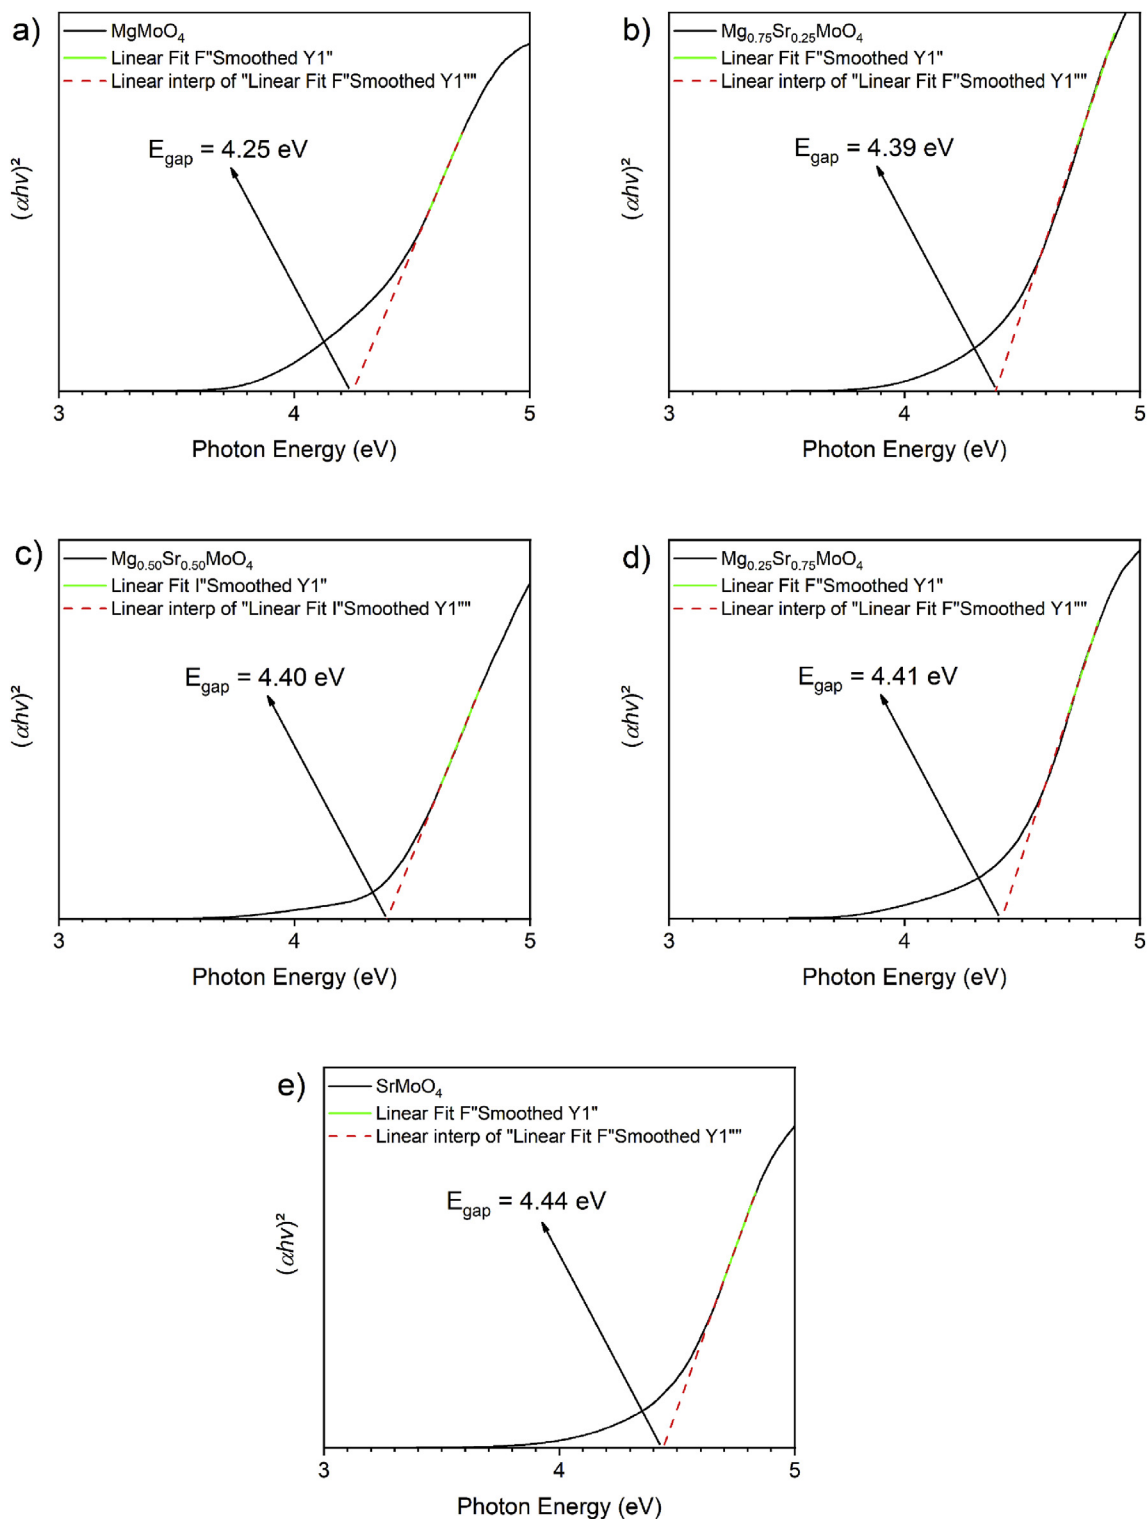 a)
MgMoO₄
Linear Fit F"Smoothed Y1"
Linear interp of "Linear Fit F"Smoothed Y1""
E_gap = 4.25 eV
(αhν)²
3 4 5
Photon Energy (eV)
b)
Mg₀.₇₅Sr₀.₂₅MoO₄
Linear Fit F"Smoothed Y1"
Linear interp of "Linear Fit F"Smoothed Y1""
E_gap = 4.39 eV
(αhν)²
3 4 5
Photon Energy (eV)
c)
Mg₀.₅₀Sr₀.₅₀MoO₄
Linear Fit I"Smoothed Y1"
Linear interp of "Linear Fit I"Smoothed Y1""
E_gap = 4.40 eV
(αhν)²
3 4 5
Photon Energy (eV)
d)
Mg₀.₂₅Sr₀.₇₅MoO₄
Linear Fit F"Smoothed Y1"
Linear interp of "Linear Fit F"Smoothed Y1""
E_gap = 4.41 eV
(αhν)²
3 4 5
Photon Energy (eV)
e)
SrMoO₄
Linear Fit F"Smoothed Y1"
Linear interp of "Linear Fit F"Smoothed Y1""
E_gap = 4.44 eV
(αhν)²
3 4 5
Photon Energy (eV)